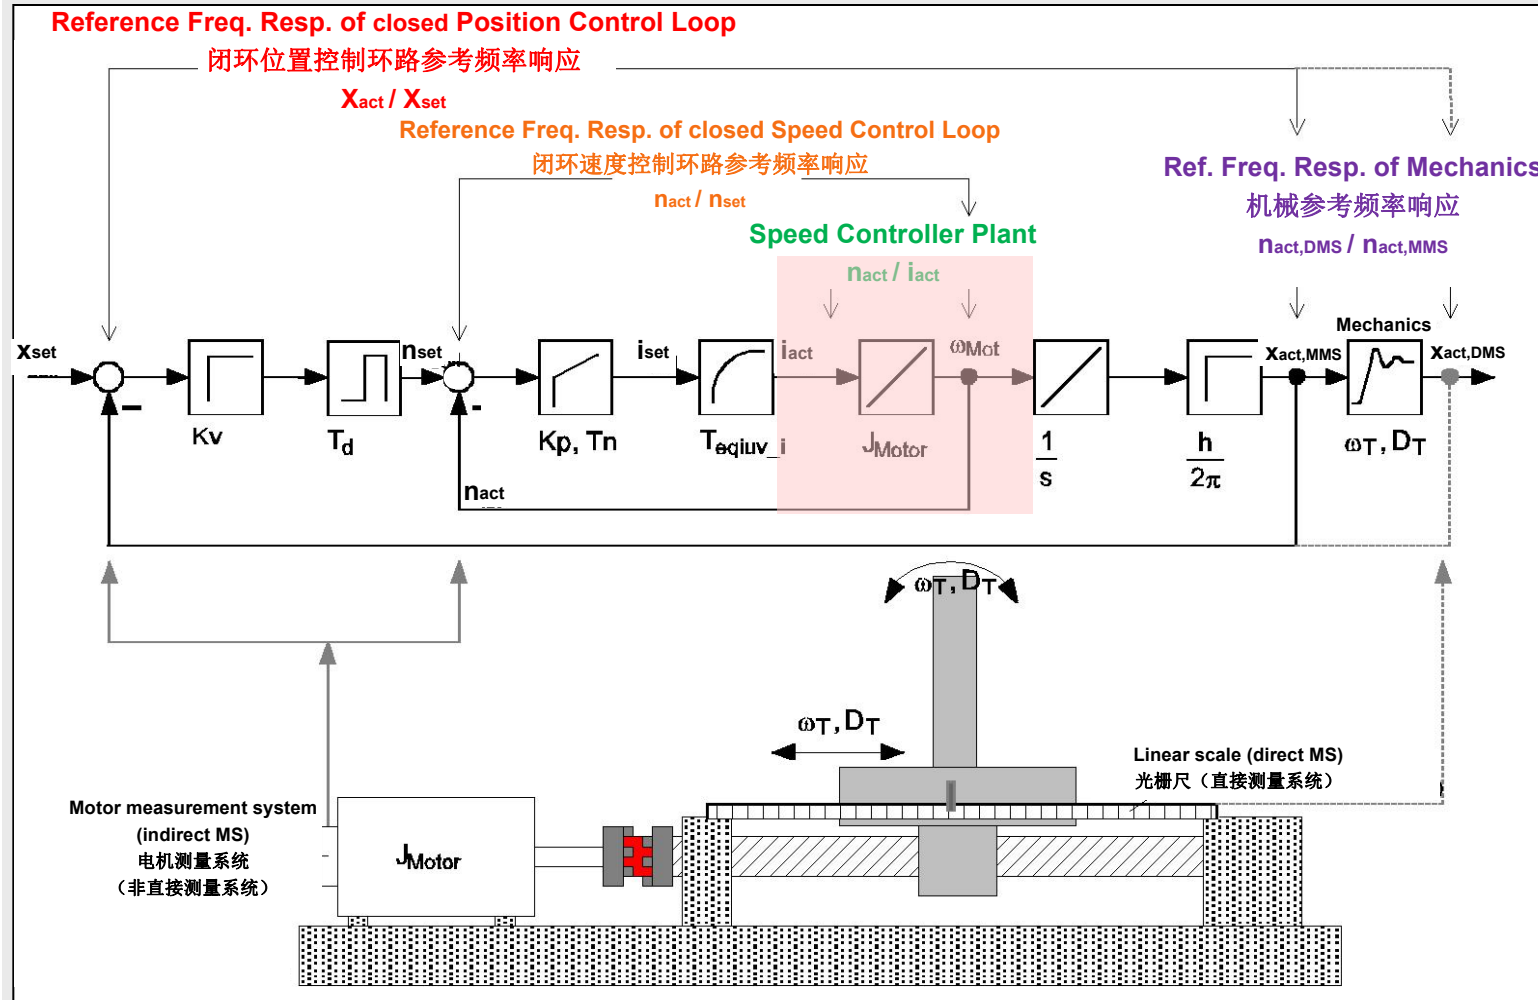 Reference Freq. Resp. of closed Position Control Loop
闭环位置控制环路参考频率响应
Xact / Xset
Reference Freq. Resp. of closed Speed Control Loop
闭环速度控制环路参考频率响应
nact / nset
Ref. Freq. Resp. of Mechanics
机械参考频率响应
nact,DMS / nact,MMS
Speed Controller Plant
nact / iact
Mechanics
xset
nset
iset
iact
ωMot
xact,MMS
xact,DMS
Kv
Td
Kp, Tn
Teqiuv_i
JMotor
1
s
h
2π
ωT, DT
nact
ωT, DT
ωT, DT
Linear scale (direct MS)
光栅尺（直接测量系统）
Motor measurement system
(indirect MS)
电机测量系统
（非直接测量系统）
JMotor